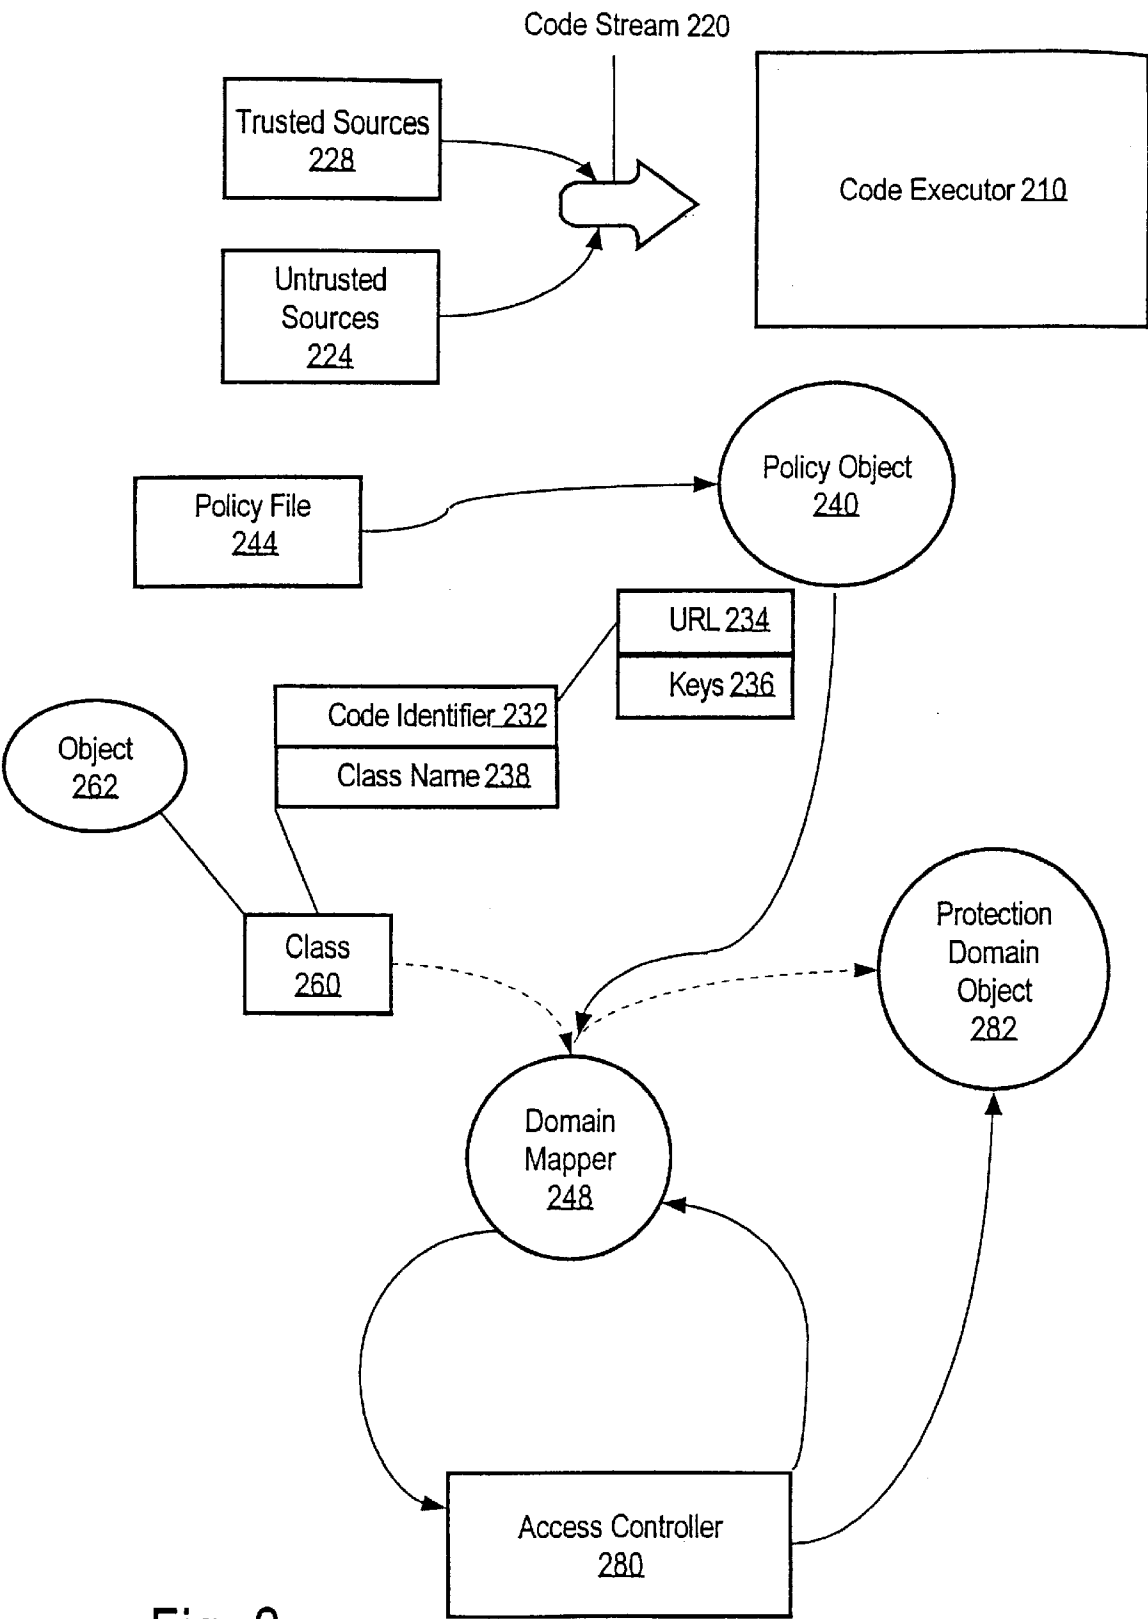 Code Stream 220
Trusted Sources
228
Code Executor 210
Untrusted
Sources
224
Policy Object
240
Policy File
244
URL 234
Keys 236
Code Identifier 232
Class Name 238
Object
262
Class
260
Protection
Domain
Object
282
Domain
Mapper
248
Access Controller
280